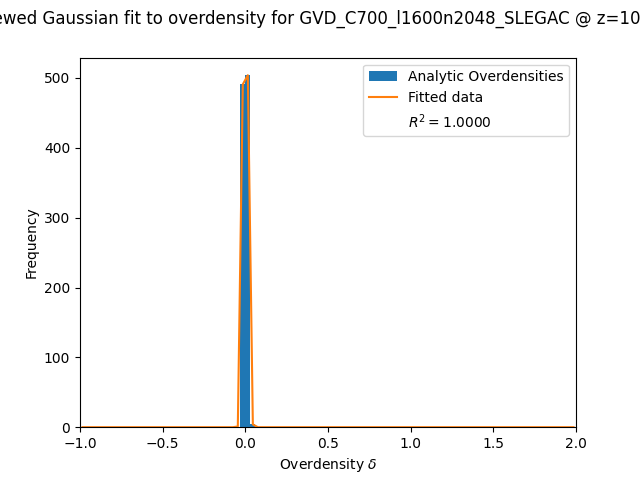 ewed Gaussian fit to overdensity for GVD_C700_l1600n2048_SLEGAC @ z=10
Analytic Overdensities
Fitted data
R² = 1.0000
Frequency
500
400
300
200
100
0
−1.0 −0.5 0.0 0.5 1.0 1.5 2.0
Overdensity δ